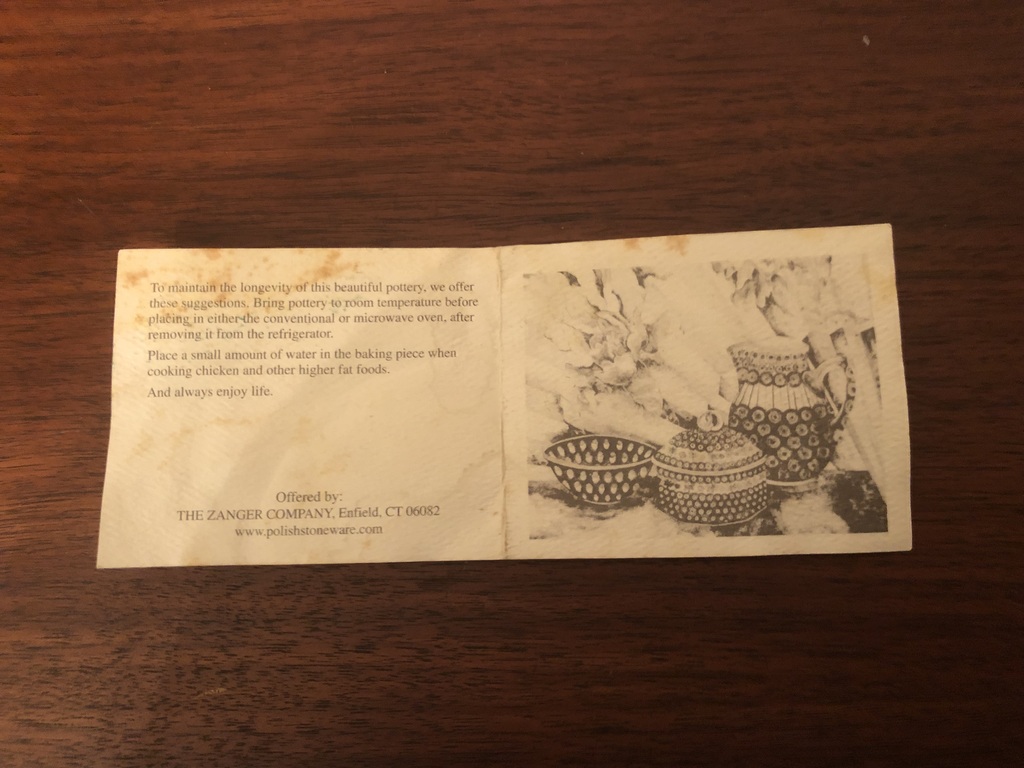 To maintain the longevity of this beautiful pottery, we offer
these suggestions. Bring pottery to room temperature before
placing in either the conventional or microwave oven, after
removing it from the refrigerator.
Place a small amount of water in the baking piece when
cooking chicken and other higher fat foods.
And always enjoy life.
Offered by:
THE ZANGER COMPANY, Enfield, CT 06082
www.polishstoneware.com